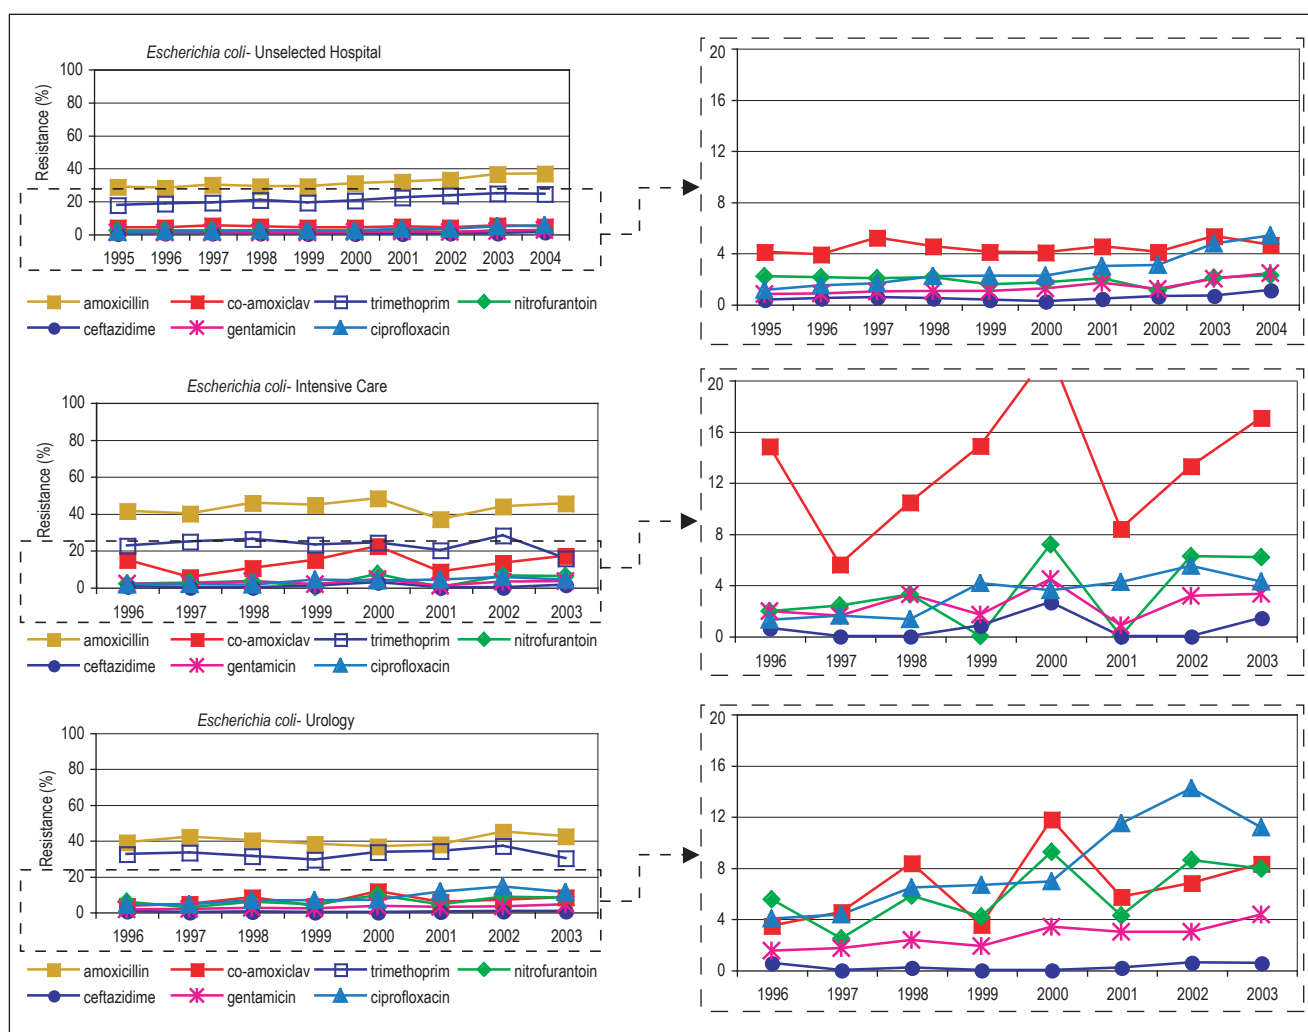 Escherichia coli- Unselected Hospital
Resistance (%)
100
80
60
40
20
0
1995 1996 1997 1998 1999 2000 2001 2002 2003 2004
amoxicillin co-amoxiclav trimethoprim nitrofurantoin
ceftazidime gentamicin ciprofloxacin
20
16
12
8
4
0
1995 1996 1997 1998 1999 2000 2001 2002 2003 2004
Escherichia coli- Intensive Care
Resistance (%)
100
80
60
40
20
0
1996 1997 1998 1999 2000 2001 2002 2003
amoxicillin co-amoxiclav trimethoprim nitrofurantoin
ceftazidime gentamicin ciprofloxacin
20
16
12
8
4
0
1996 1997 1998 1999 2000 2001 2002 2003
Escherichia coli- Urology
Resistance (%)
100
80
60
40
20
0
1996 1997 1998 1999 2000 2001 2002 2003
amoxicillin co-amoxiclav trimethoprim nitrofurantoin
ceftazidime gentamicin ciprofloxacin
20
16
12
8
4
0
1996 1997 1998 1999 2000 2001 2002 2003